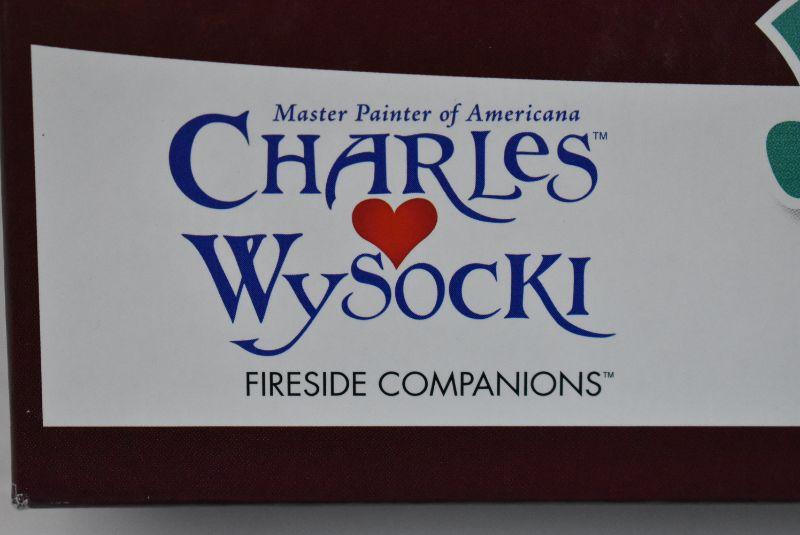 Master Painter of Americana
CHARLES™
WYSOCKI
FIRESIDE COMPANIONS™